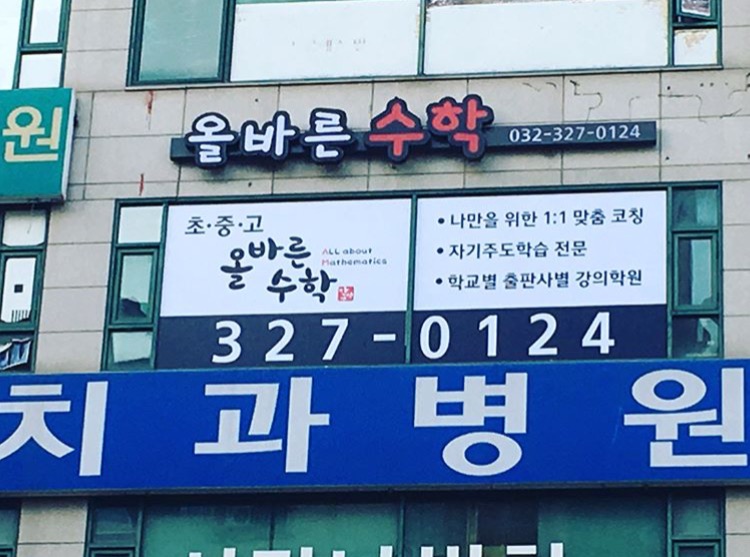 원
올바른 수학 032-327-0124
초·중·고
올바른
수학
ALL about
Mathematics
• 나만을 위한 1:1 맞춤 코칭
• 자기주도학습 전문
• 학교별 출판사별 강의학원
327-0124
치과병원